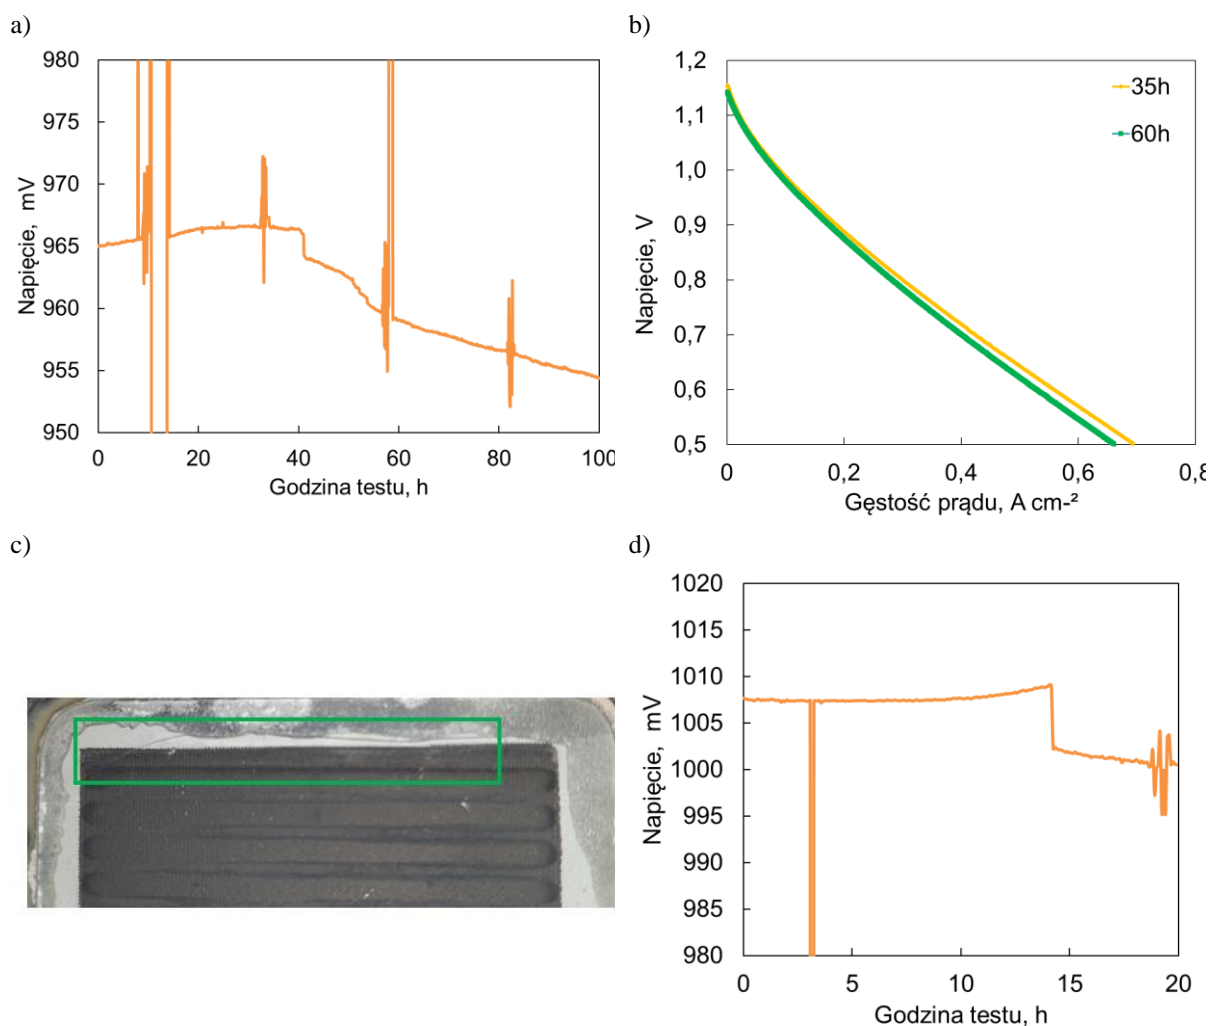 a)
980
975
970
965
960
955
950
Napięcie, mV
0 20 40 60 80 100
Godzina testu, h
b)
1,2
1,1
1,0
0,9
0,8
0,7
0,6
0,5
Napięcie, V
35h
60h
0 0,2 0,4 0,6 0,8
Gęstość prądu, A cm-²
c)
d)
1020
1015
1010
1005
1000
995
990
985
980
Napięcie, mV
0 5 10 15 20
Godzina testu, h